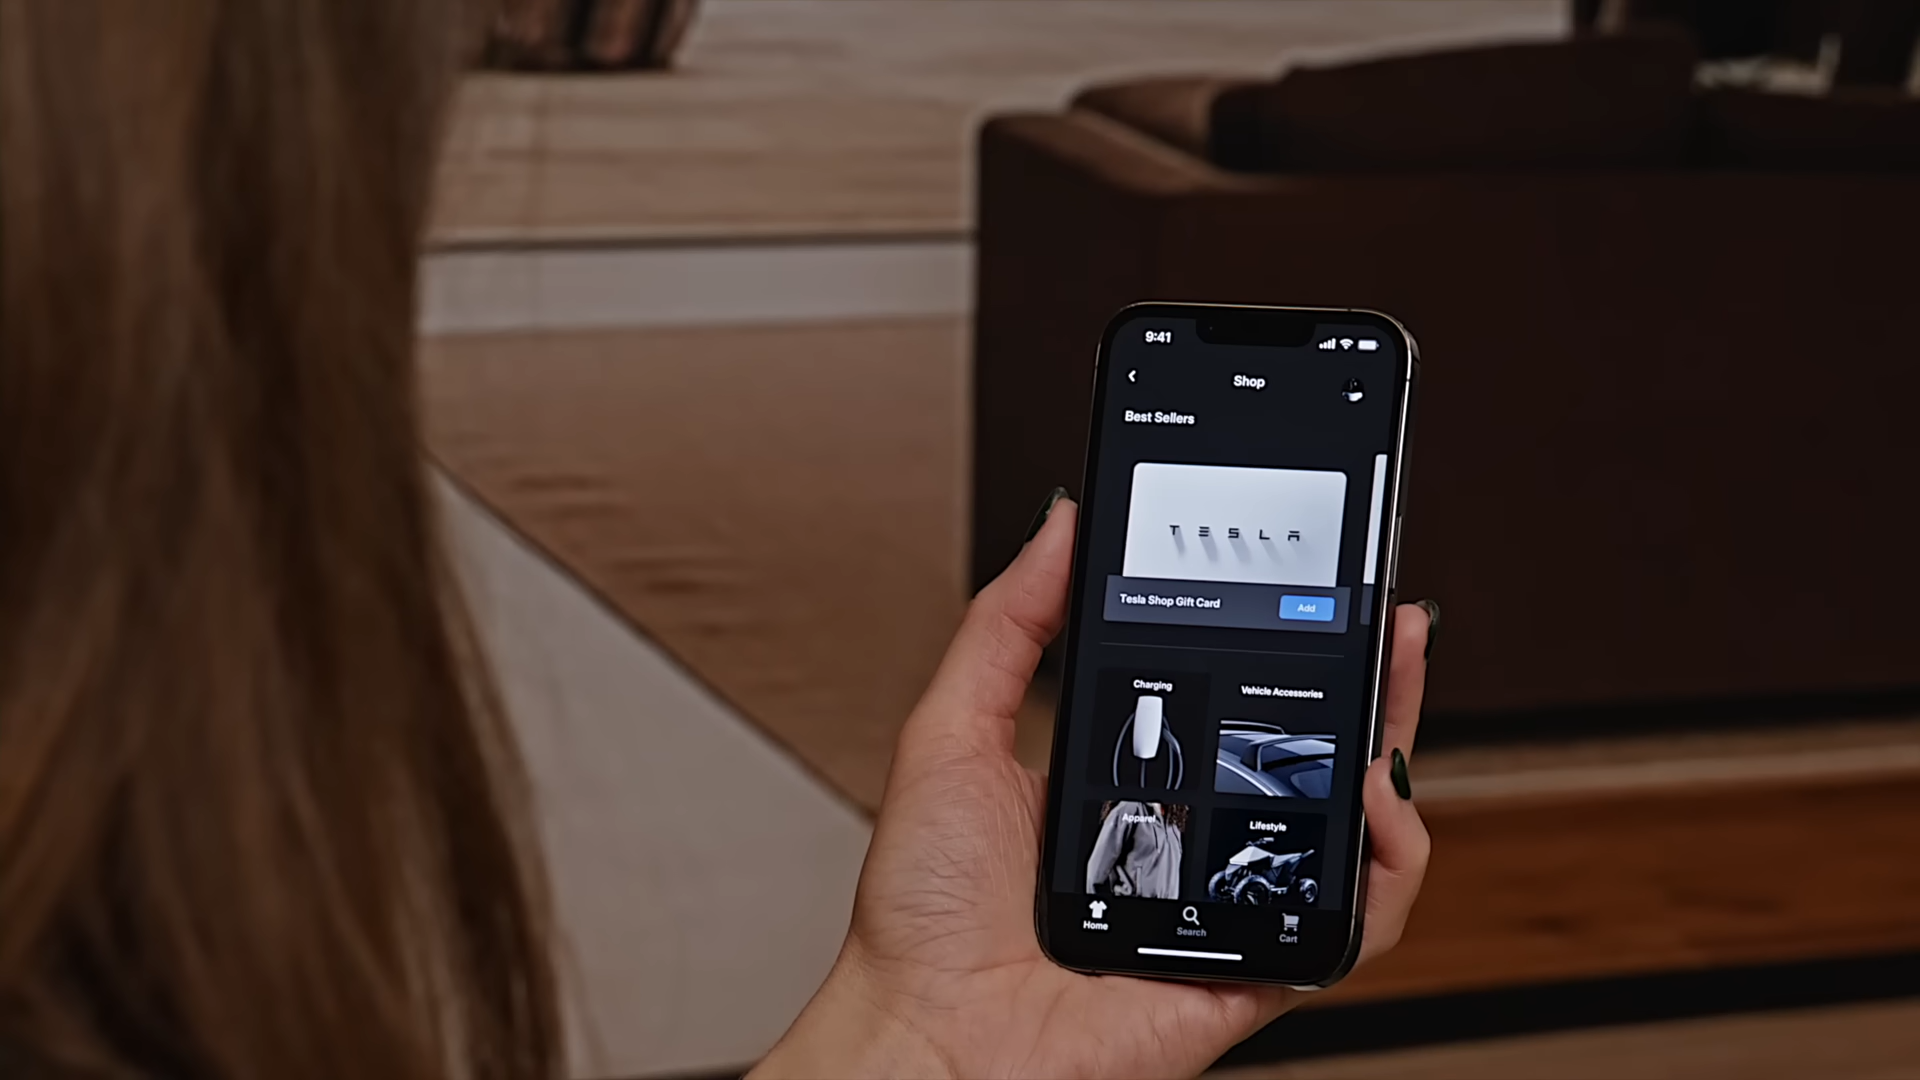 9:41
Shop
Best Sellers
TESLA
Tesla Shop Gift Card
Add
Charging
Vehicle Accessories
Apparel
Lifestyle
Home
Search
Cart